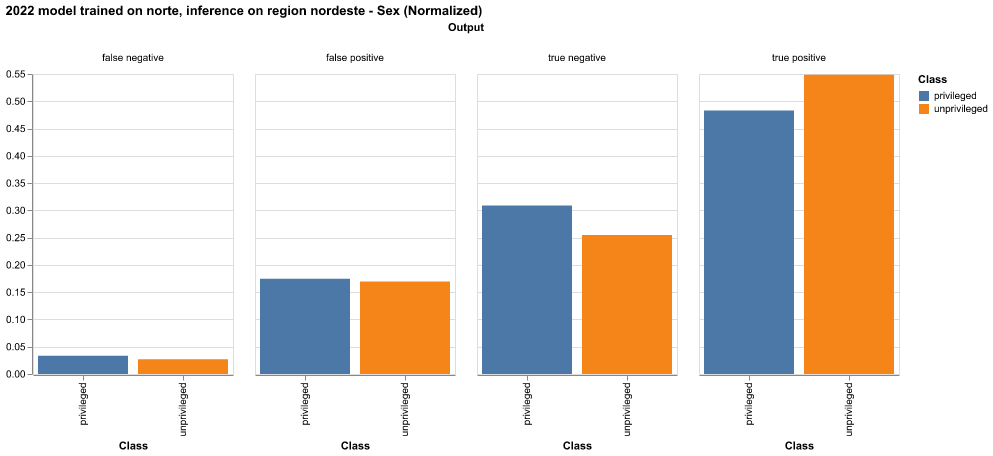 2022 model trained on norte, inference on region nordeste - Sex (Normalized)
Output
false negative
false positive
true negative
true positive
0.55
0.50
0.45
0.40
0.35
0.30
0.25
0.20
0.15
0.10
0.05
0.00
privileged
unprivileged
privileged
unprivileged
privileged
unprivileged
privileged
unprivileged
Class
Class
Class
Class
Class
privileged
unprivileged